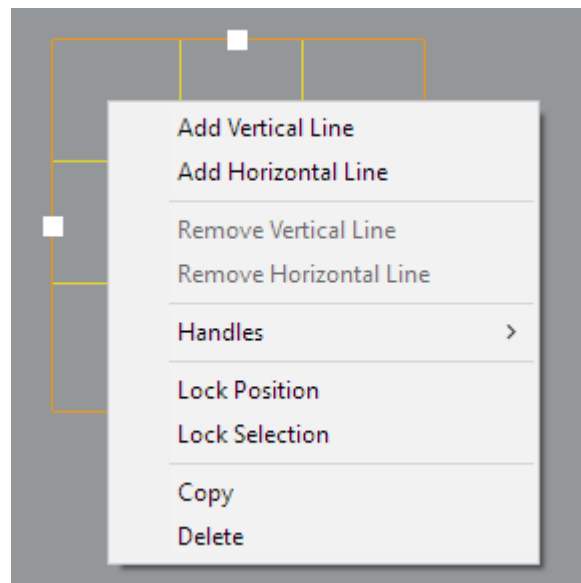 Add Vertical Line
Add Horizontal Line
Remove Vertical Line
Remove Horizontal Line
Handles
Lock Position
Lock Selection
Copy
Delete